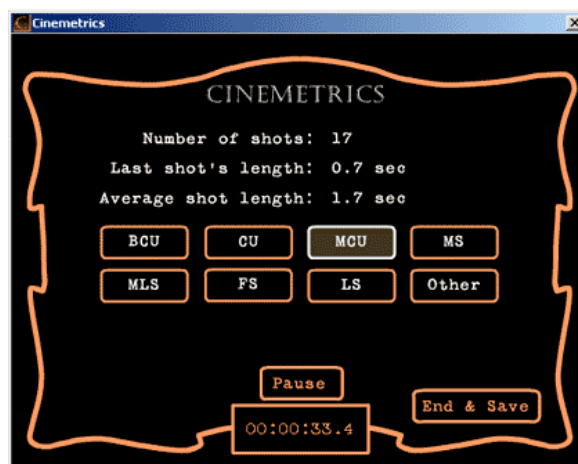 Cinemetrics
CINEMETRICS
Number of shots: 17
Last shot's length: 0.7 sec
Average shot length: 1.7 sec
BCU CU MCU MS
MLS FS LS Other
Pause
End & Save
00:00:33.4